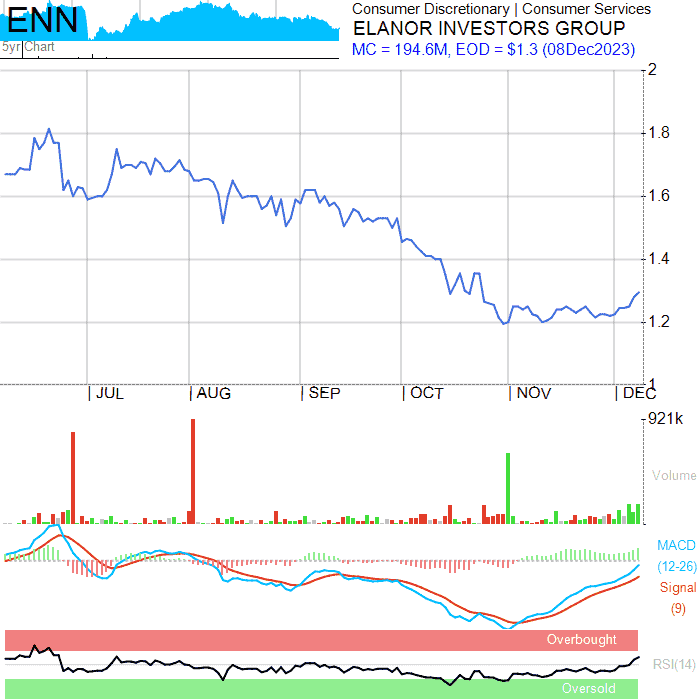 ENN
Consumer Discretionary | Consumer Services
ELANOR INVESTORS GROUP
MC = 194.6M, EOD = $1.3 (08Dec2023)
5yr Chart
2
1.8
1.6
1.4
1.2
1
JUL
AUG
SEP
OCT
NOV
DEC
921k
Volume
MACD
(12-26)
Signal
(9)
Overbought
RSI(14)
Oversold